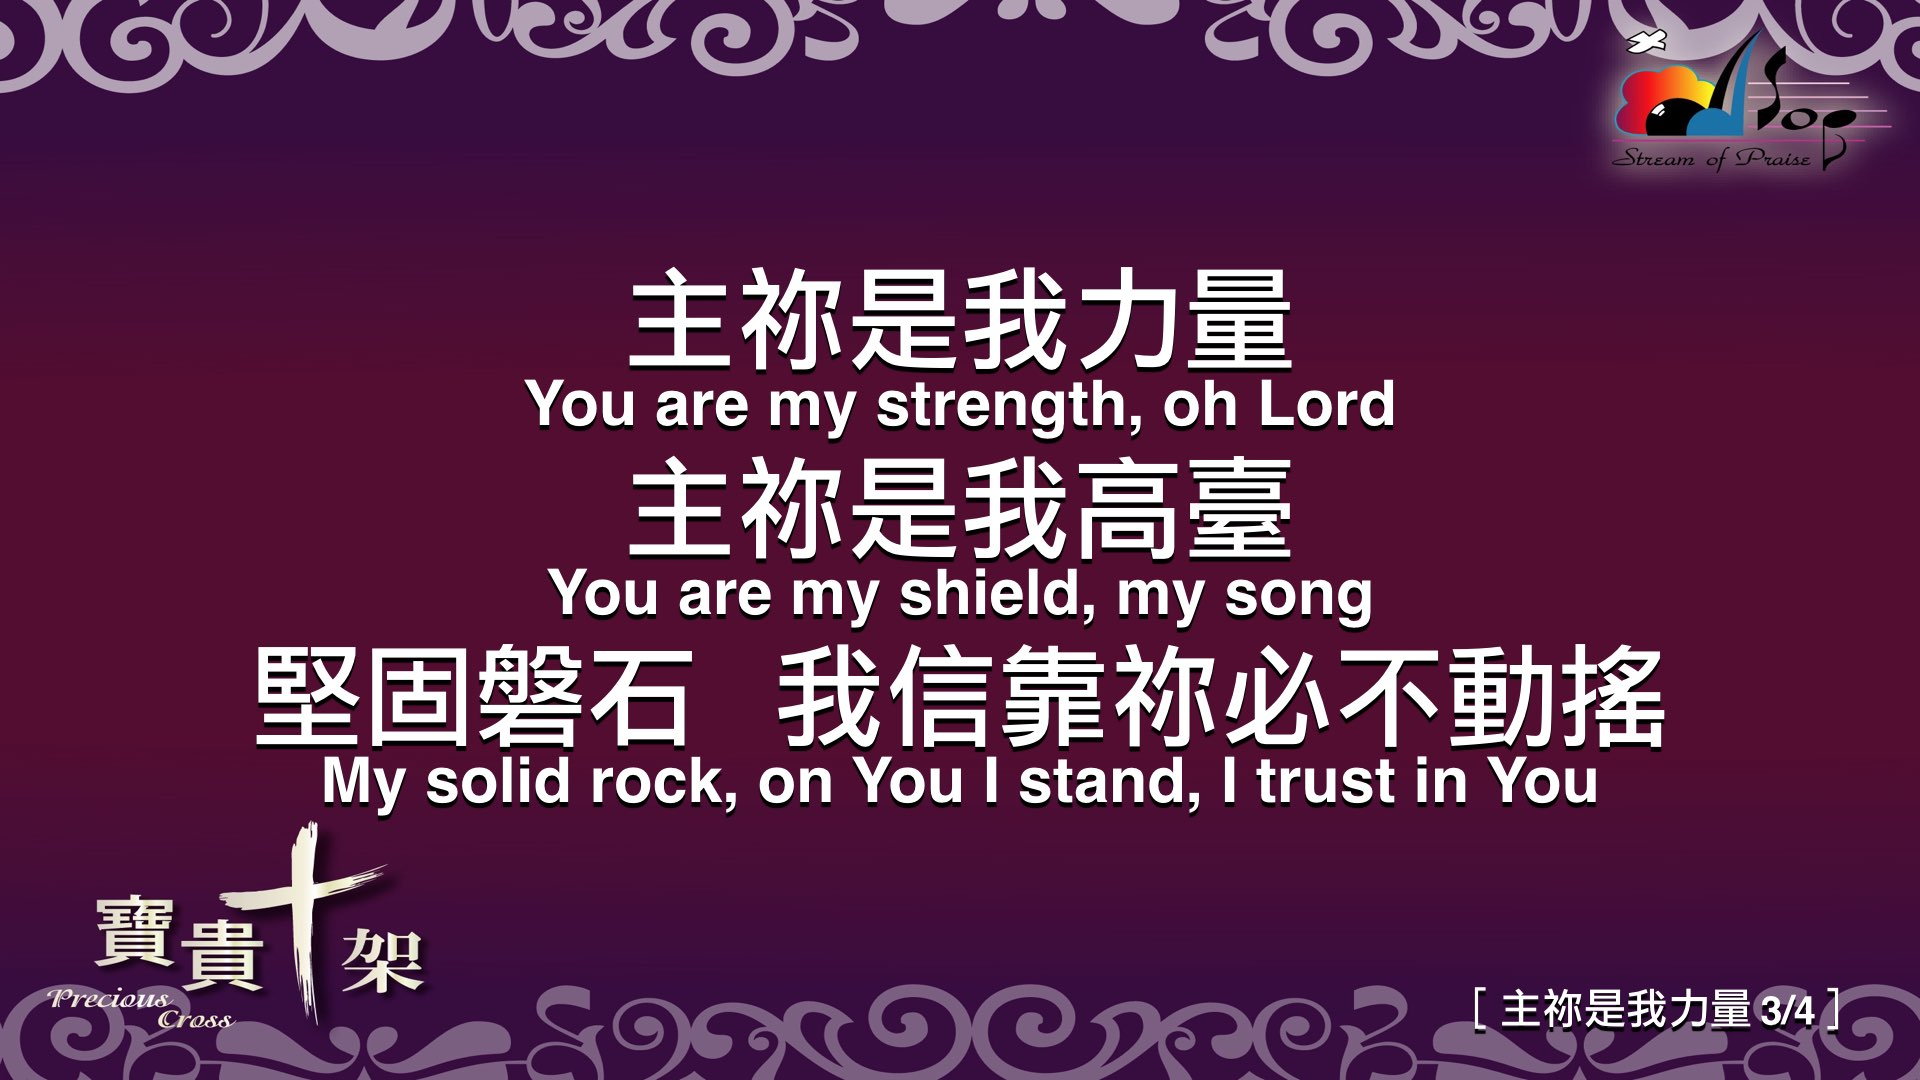 Sop
Stream of Praise
主祢是我力量
You are my strength, oh Lord
主祢是我高臺
You are my shield, my song
堅固磐石 我信靠祢必不動搖
My solid rock, on You I stand, I trust in You
寶貴十架
Precious
Cross
[ 主祢是我力量 3/4 ]